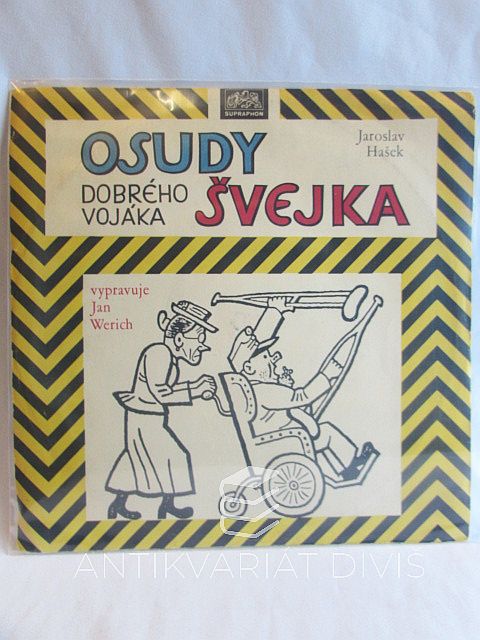 SUPRAPHON
OSUDY
Jaroslav
Hašek
DOBRÉHO
VOJÁKA
ŠVEJKA
vypravuje
Jan
Werich
ANTIKVARIÁT DIVIŠ